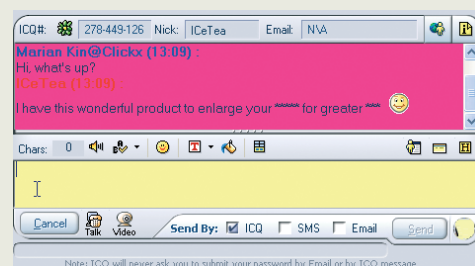 ICQ#: 278-449-126 Nick: ICeTea Email: N\A
Marian Kin@Clickx (13:09) :
Hi, what's up?
ICeTea (13:09) :
I have this wonderful product to enlarge your ***** for greater ***
Chars: 0
Cancel Talk Video Send By: ICQ SMS Email Send
Note: ICQ will never ask you to submit your password by Email or by ICQ message.